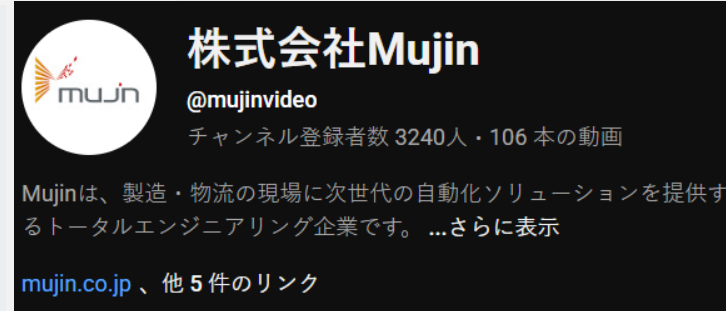 mujin
株式会社Mujin
@mujinvideo
チャンネル登録者数 3240人・106 本の動画
Mujinは、製造・物流の現場に次世代の自動化ソリューションを提供す
るトータルエンジニアリング企業です。 ...さらに表示
mujin.co.jp 、他 5 件のリンク